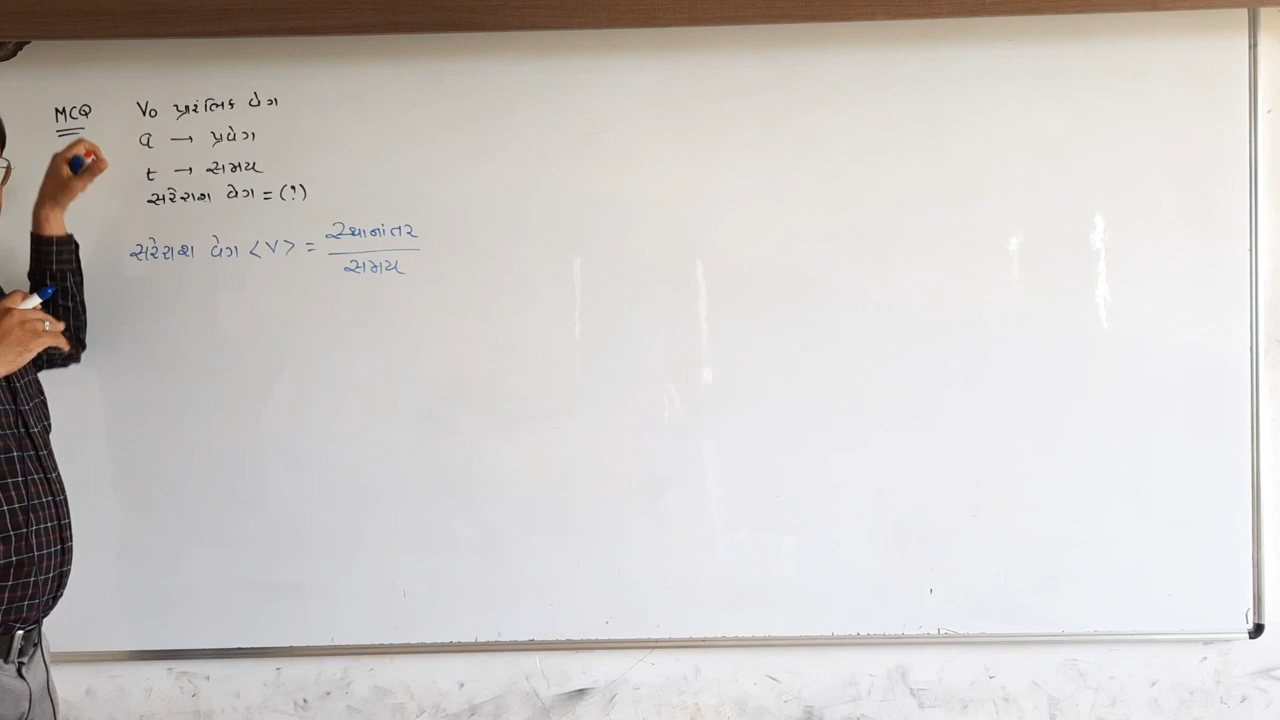 MCQ V₀ પ્રારંભિક વેગ
a → પ્રવેગ
t → સમય
સરેરાશ વેગ = (?)
સરેરાશ વેગ <V> = સ્થાનાંતર
સમય